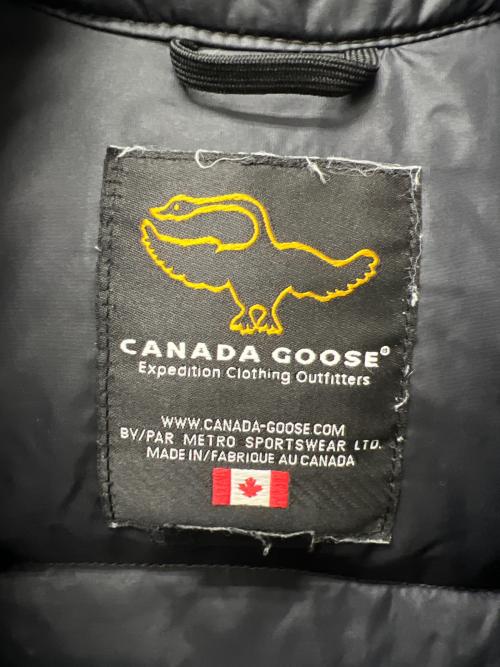 CANADA GOOSE®
Expedition Clothing Outfitters
WWW.CANADA-GOOSE.COM
BY/PAR METRO SPORTSWEAR LTD.
MADE IN/FABRIQUE AU CANADA